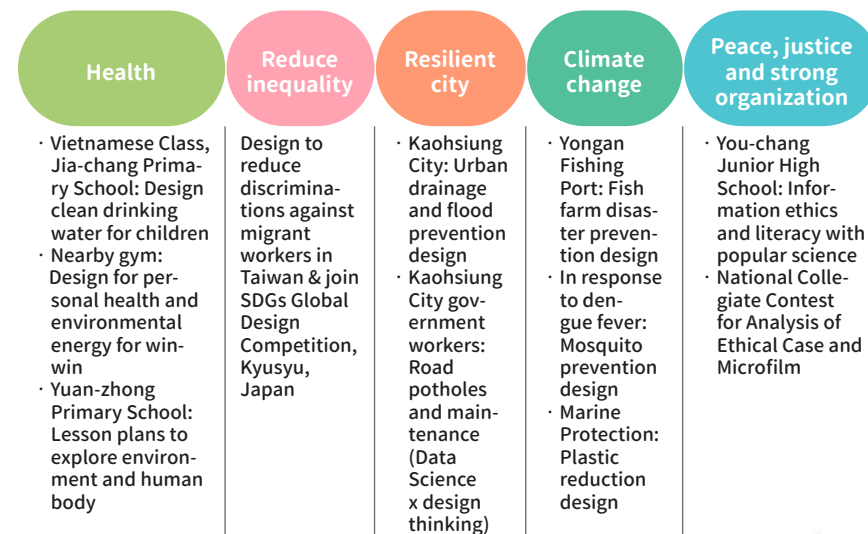 Health
· Vietnamese Class,
Jia-chang Prima-
ry School: Design
clean drinking
water for children
· Nearby gym:
Design for per-
sonal health and
environmental
energy for win-
win
· Yuan-zhong
Primary School:
Lesson plans to
explore environ-
ment and human
body
Reduce
inequality
Design to
reduce
discrimina-
tions against
migrant
workers in
Taiwan & join
SDGs Global
Design
Competition,
Kyusyu,
Japan
Resilient
city
· Kaohsiung
City: Urban
drainage
and flood
prevention
design
· Kaohsiung
City gov-
ernment
workers:
Road
potholes
and main-
tenance
(Data
Science
x design
thinking)
Climate
change
· Yongan
Fishing
Port: Fish
farm disas-
ter preven-
tion design
· In response
to den-
gue fever:
Mosquito
prevention
design
· Marine
Protection:
Plastic
reduction
design
Peace, justice
and strong
organization
· You-chang
Junior High
School: Infor-
mation ethics
and literacy with
popular science
· National Colle-
giate Contest
for Analysis of
Ethical Case and
Microfilm